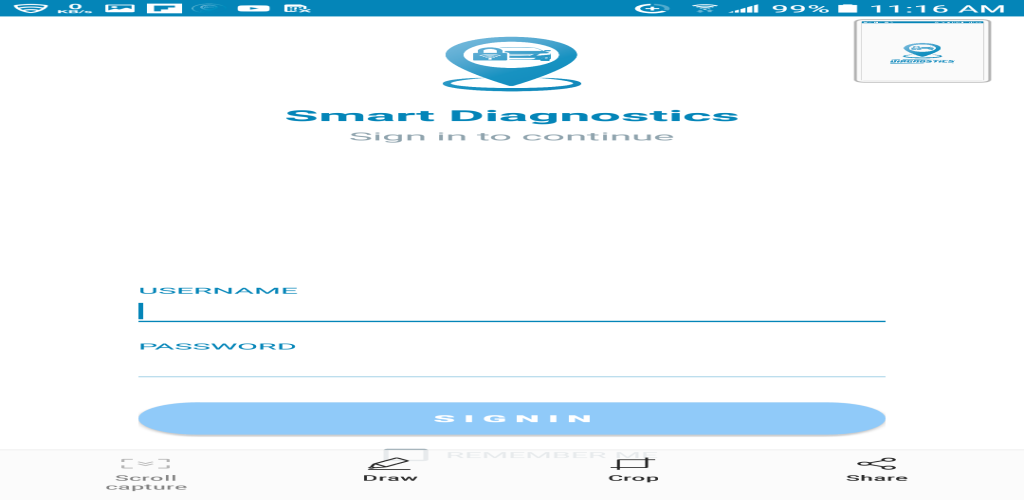 0
KB/s
99% 11:16 AM
DIAGNOSTICS
Smart Diagnostics
Sign in to continue
USERNAME
PASSWORD
SIGNIN
REMEMBER ME
Scroll
capture
Draw
Crop
Share